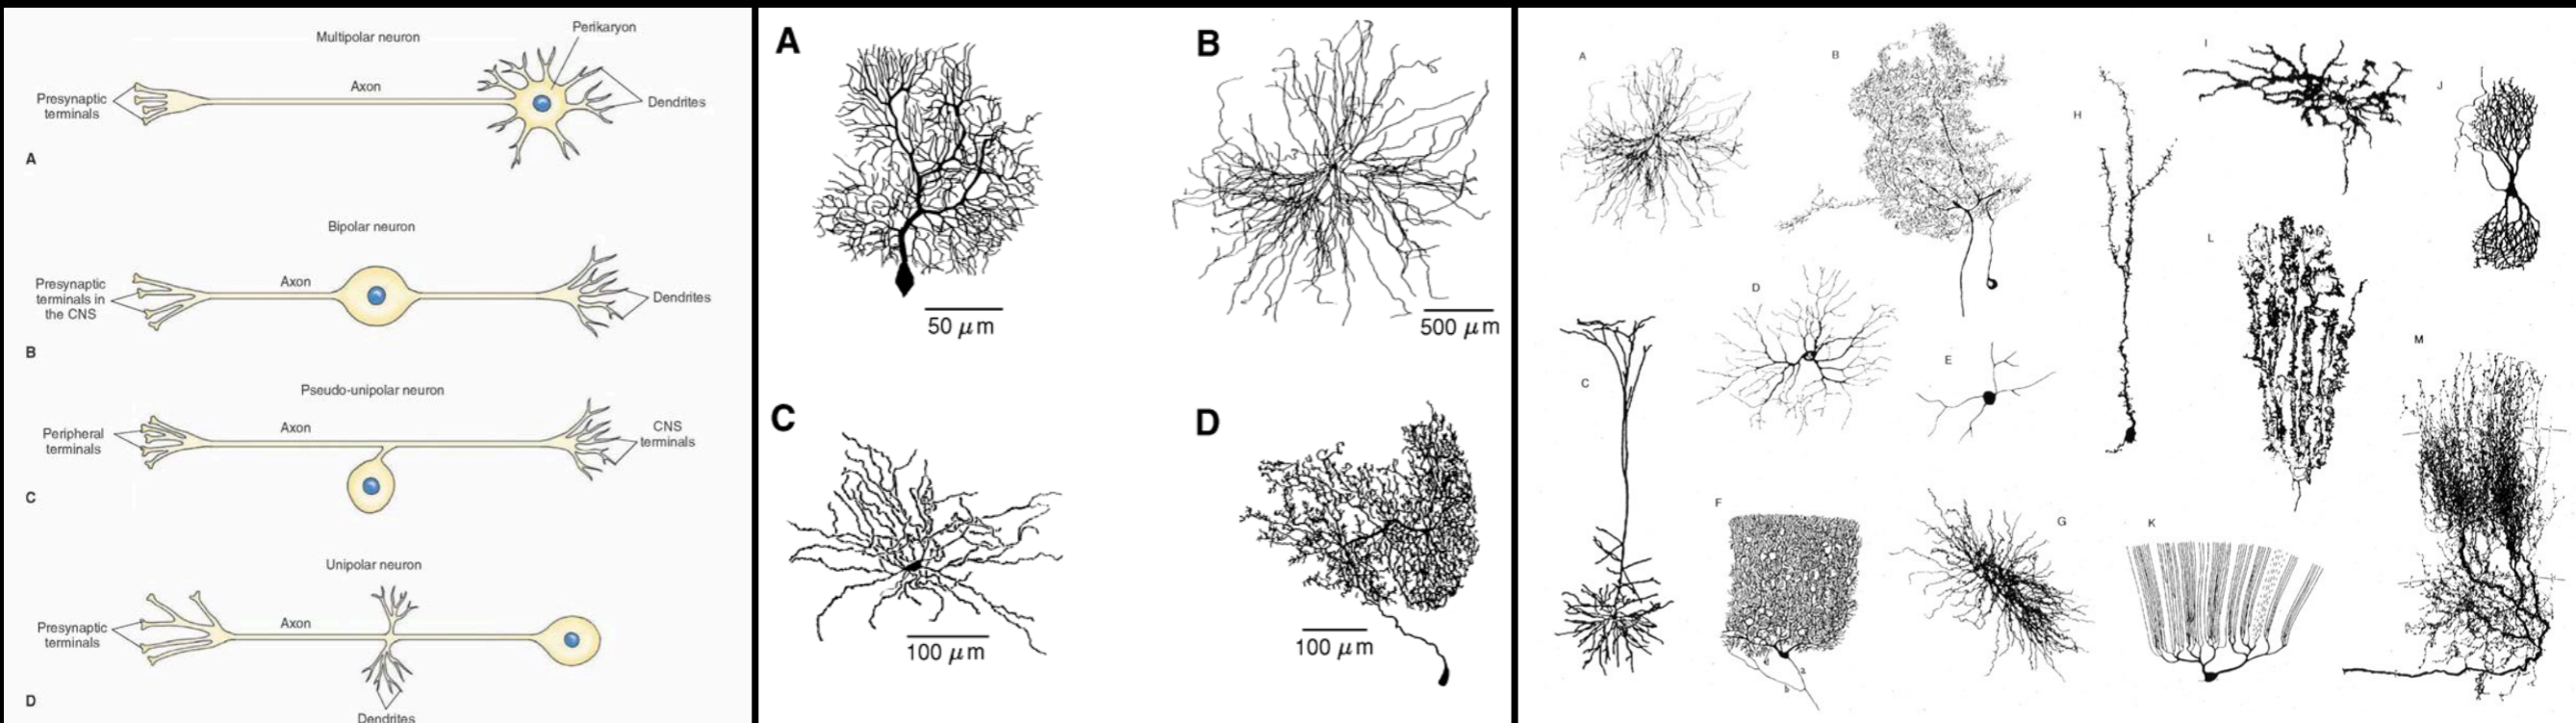 Multipolar neuron
Perikaryon
Axon
Presynaptic
terminals
Dendrites
A
Bipolar neuron
Presynaptic
terminals in
the CNS
Axon
Dendrites
B
Pseudo-unipolar neuron
Peripheral
terminals
Axon
CNS
terminals
C
Unipolar neuron
Presynaptic
terminals
Axon
D
Dendrites
A
50 μm
B
500 μm
C
100 μm
D
100 μm
A
B
C
D
E
F
a
b
G
H
I
J
K
L
M